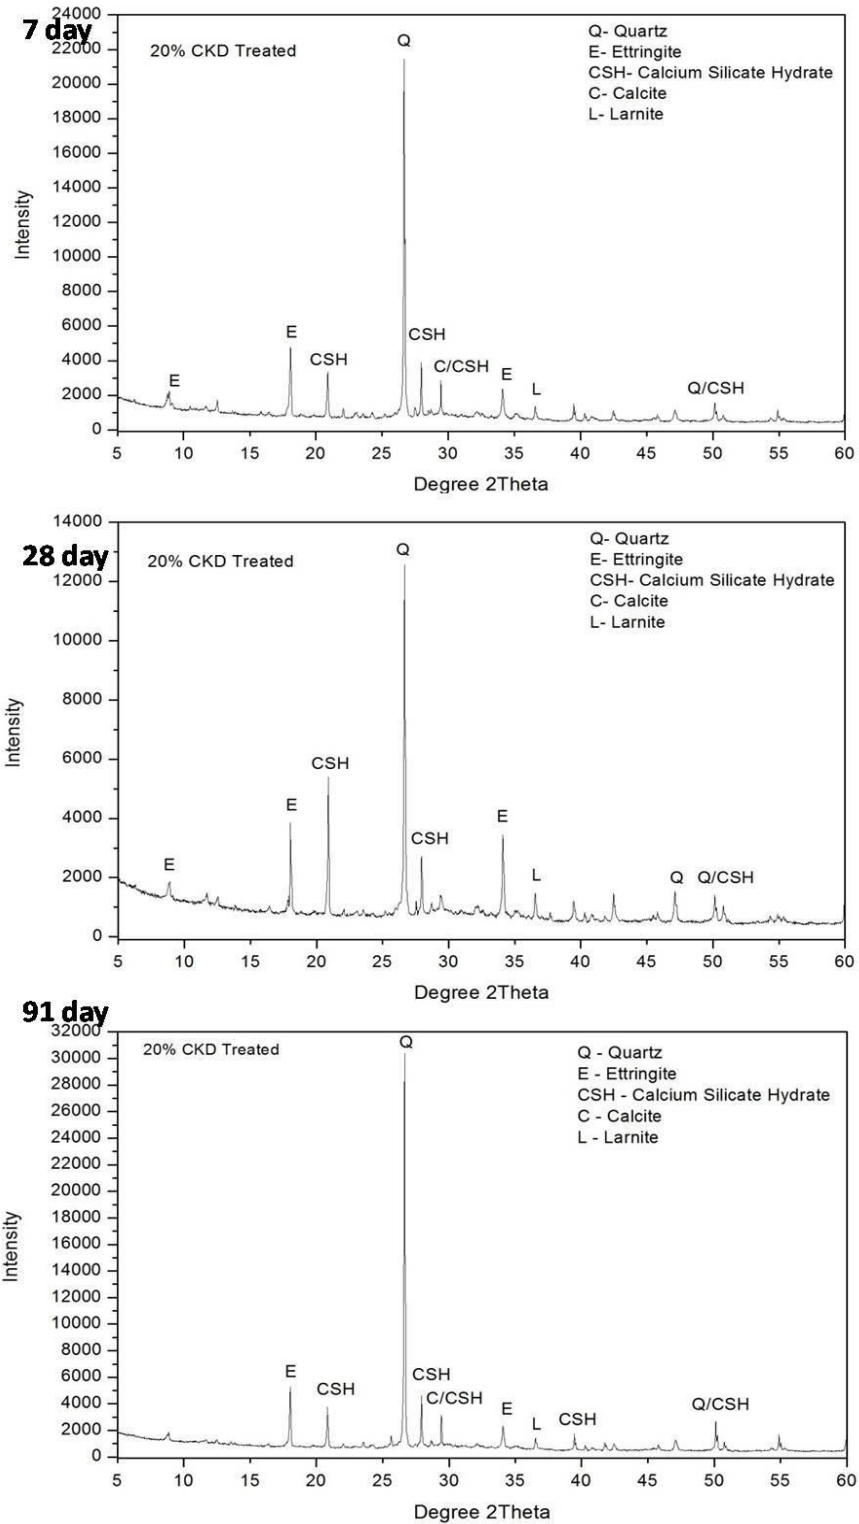 7 day
20% CKD Treated
Q- Quartz
E- Ettringite
CSH- Calcium Silicate Hydrate
C- Calcite
L- Larnite
24000
22000
20000
18000
16000
14000
12000
10000
8000
6000
4000
2000
0
Intensity
E
E
CSH
Q
CSH
C/CSH
E
L
Q/CSH
5 10 15 20 25 30 35 40 45 50 55 60
Degree 2Theta
28 day
20% CKD Treated
Q- Quartz
E- Ettringite
CSH- Calcium Silicate Hydrate
C- Calcite
L- Larnite
14000
12000
10000
8000
6000
4000
2000
0
Intensity
E
E
CSH
Q
CSH
E
L
Q
Q/CSH
5 10 15 20 25 30 35 40 45 50 55 60
Degree 2Theta
91 day
20% CKD Treated
Q - Quartz
E - Ettringite
CSH - Calcium Silicate Hydrate
C - Calcite
L - Larnite
32000
30000
28000
26000
24000
22000
20000
18000
16000
14000
12000
10000
8000
6000
4000
2000
0
Intensity
E
CSH
Q
CSH
C/CSH
E
L
CSH
Q/CSH
5 10 15 20 25 30 35 40 45 50 55 60
Degree 2Theta